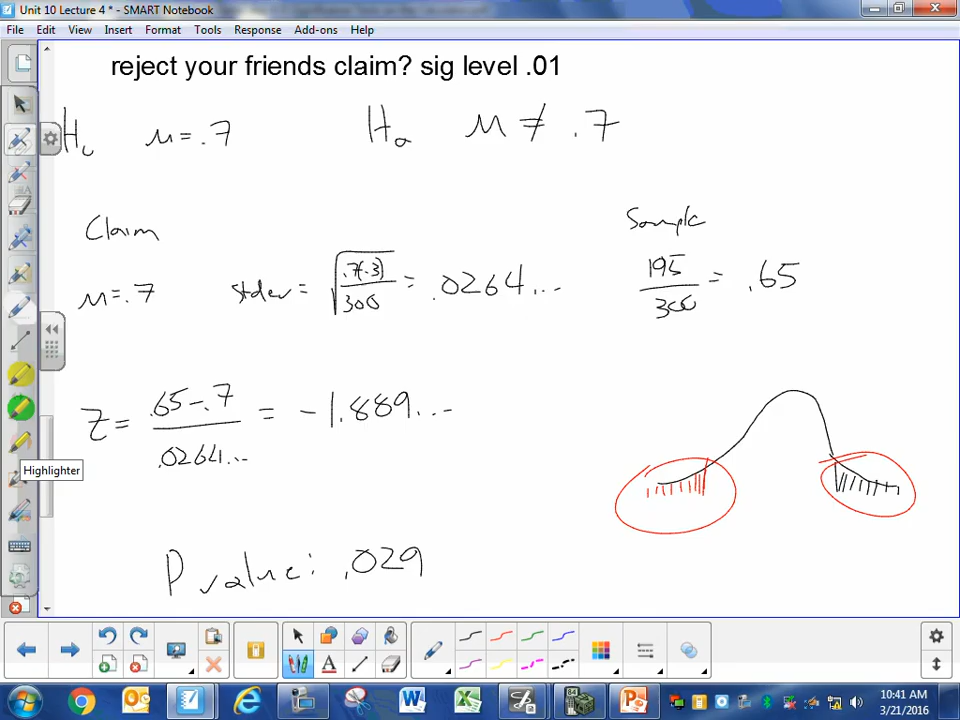 Unit 10 Lecture 4 * - SMART Notebook
File Edit View Insert Format Tools Response Add-ons Help
reject your friends claim? sig level .01
H₀ μ = .7 Hₐ μ ≠ .7
Claim Sample
μ = .7 stdev = √(.7(.3)/300) = .0264... 195/300 = .65
Z = (.65 - .7)/.0264... = -1.889...
Highlighter
P value: .029
10:41 AM
3/21/2016